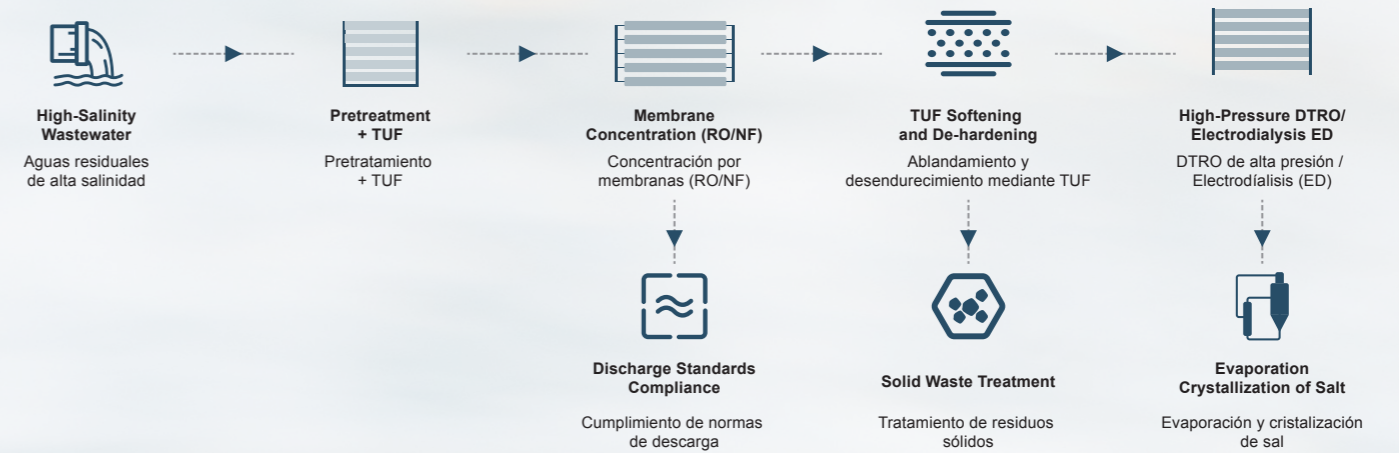 High-Salinity
Wastewater
Aguas residuales
de alta salinidad
Pretreatment
+ TUF
Pretratamiento
+ TUF
Membrane
Concentration (RO/NF)
Concentración por
membranas (RO/NF)
TUF Softening
and De-hardening
Ablandamiento y
desendurecimiento mediante TUF
High-Pressure DTRO/
Electrodialysis ED
DTRO de alta presión /
Electrodíalisis (ED)
Discharge Standards
Compliance
Cumplimiento de normas
de descarga
Solid Waste Treatment
Tratamiento de residuos
sólidos
Evaporation
Crystallization of Salt
Evaporación y cristalización
de sal